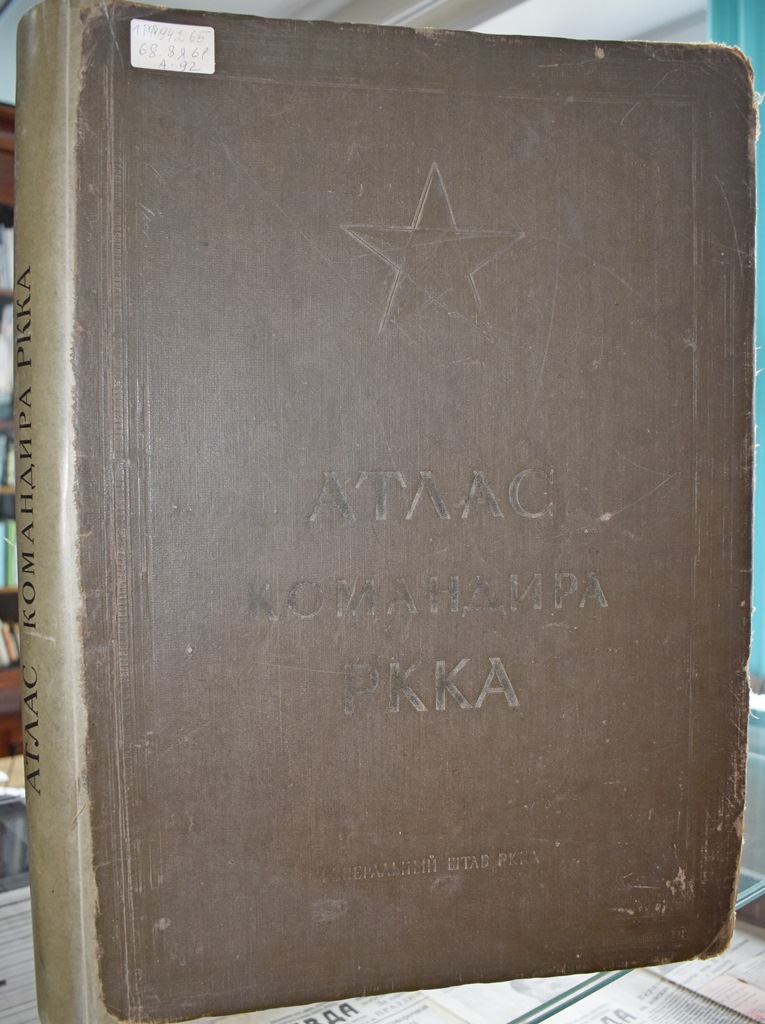 68.8я61
А-92
АТЛАС
КОМАНДИРА
РККА
ГЕНЕРАЛЬНЫЙ ШТАБ РККА
АТЛАС КОМАНДИРА РККА